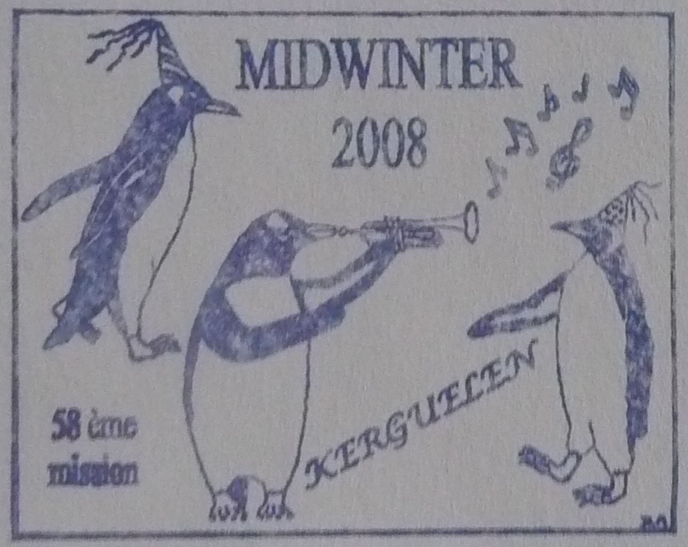 MIDWINTER
2008
KERGUELEN
58 ème
mission